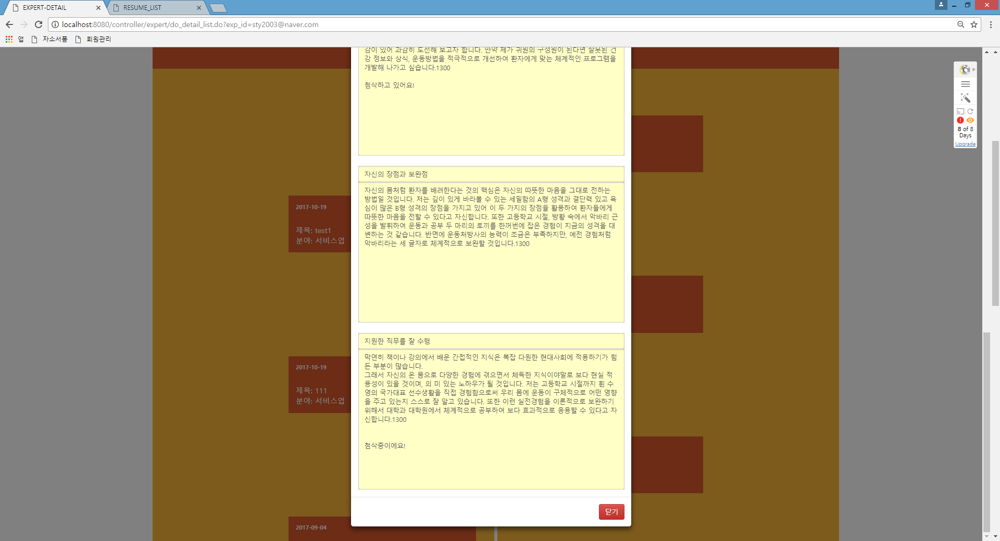 EXPERT-DETAIL
RESUME_LIST
localhost:8080/controller/expert/do_detail_list.do?exp_id=sty2003@naver.com
앱
자소서폼
회원관리
감이 있어 과감히 도전해 보고자 합니다. 만약 제가 귀원의 구성원이 된다면 잘못된 건
강 정보와 상식, 운동방법을 적극적으로 개선하여 환자에게 맞는 체계적인 프로그램을
개발해 나가고 싶습니다.1300
첨삭하고 있어요!
자신의 장점과 보완점
자신의 몸처럼 환자를 배려한다는 것의 핵심은 자신의 따뜻한 마음을 그대로 전하는
방법일 것입니다. 저는 깊이 있게 바라볼 수 있는 세밀함의 A형 성격과 결단력 있고 욕
심이 많은 B형 성격의 장점을 가지고 있어 이 두 가지의 장점을 활용하여 환자들에게
따뜻한 마음을 전할 수 있다고 자신합니다. 또한 고등학교 시절, 방황 속에서 악바리 근
성을 발휘하여 운동과 공부 두 마리의 토끼를 한꺼번에 잡은 경험이 지금의 성격을 대
변하는 것 같습니다. 반면에 운동처방사의 능력이 조금은 부족하지만, 예전 경험처럼
악바리라는 세 글자로 체계적으로 보완할 것입니다.1300
지원한 직무를 잘 수행
막연히 책이나 강의에서 배운 간접적인 지식은 복잡 다원한 현대사회에 적용하기가 힘
든 부분이 많습니다.
그래서 자신의 온 몸으로 다양한 경험에 겪으면서 체득한 지식이야말로 보다 현실 적
용성이 있을 것이며, 의 미 있는 노하우가 될 것입니다. 저는 고등학교 시절까지 휜 수
영의 국가대표 선수생활을 직접 경험함으로써 우리 몸에 운동이 구체적으로 어떤 영향
을 주고 있는지 스스로 잘 알고 있습니다. 또한 이런 실전경험을 이론적으로 보완하기
위해서 대학과 대학원에서 체계적으로 공부하여 보다 효과적으로 응용할 수 있다고 자
신합니다.1300
첨삭중이에요!
닫기
2017-10-19
제목: test1
분야: 서비스업
2017-10-19
제목: 111
분야: 서비스업
2017-09-04
8 of 8
Days
Upgrade